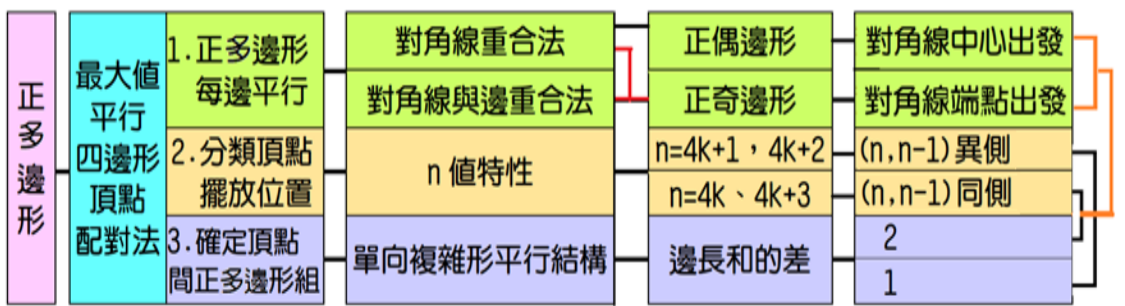 正多邊形
最大值
平行
四邊形
頂點
配對法
1.正多邊形
每邊平行
2.分類頂點
擺放位置
3.確定頂點
間正多邊形組
對角線重合法
對角線與邊重合法
n值特性
單向複雜形平行結構
正偶邊形
正奇邊形
n=4k+1，4k+2
n=4k、4k+3
邊長和的差
對角線中心出發
對角線端點出發
(n,n-1)異側
(n,n-1)同側
2
1